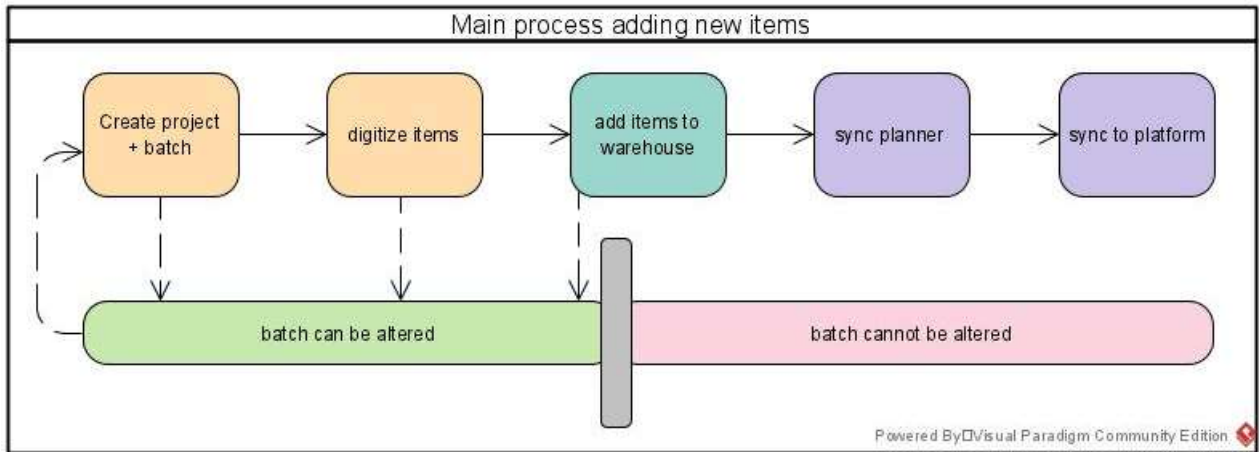 Main process adding new items
Create project
+ batch
digitize items
add items to
warehouse
sync planner
sync to platform
batch can be altered
batch cannot be altered
Powered By□Visual Paradigm Community Edition